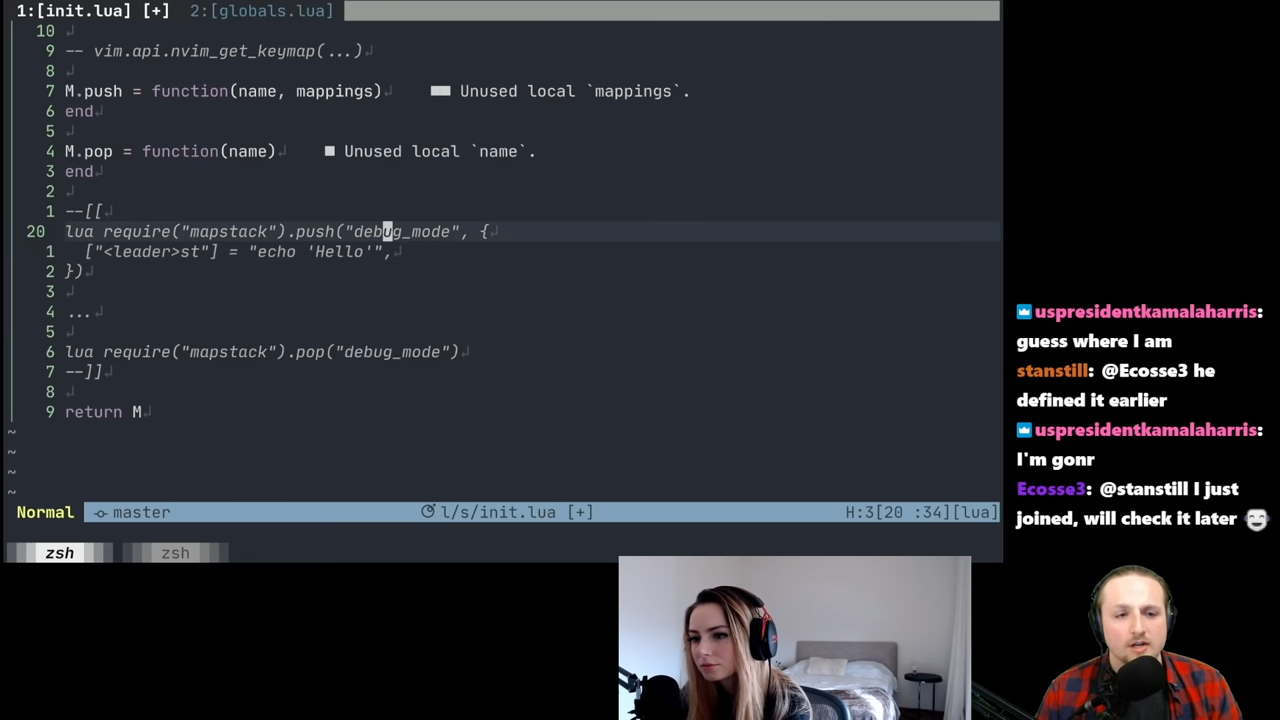 1:[init.lua] [+] 2:[globals.lua]
10
9 -- vim.api.nvim_get_keymap(...)
8
7 M.push = function(name, mappings) Unused local `mappings`.
6 end
5
4 M.pop = function(name) Unused local `name`.
3 end
2
1 --[[
20 lua require("mapstack").push("debug_mode", {
1 ["<leader>st"] = "echo 'Hello'",
2 })
3
4 ...
5
6 lua require("mapstack").pop("debug_mode")
7 --]]
8
9 return M
~
~
~
~
Normal master l/s/init.lua [+] H:3[20 :34][lua]
zsh zsh
uspresidentkamalaharris:
guess where I am
stanstill: @Ecosse3 he
defined it earlier
uspresidentkamalaharris:
I'm gonr
Ecosse3: @stanstill I just
joined, will check it later